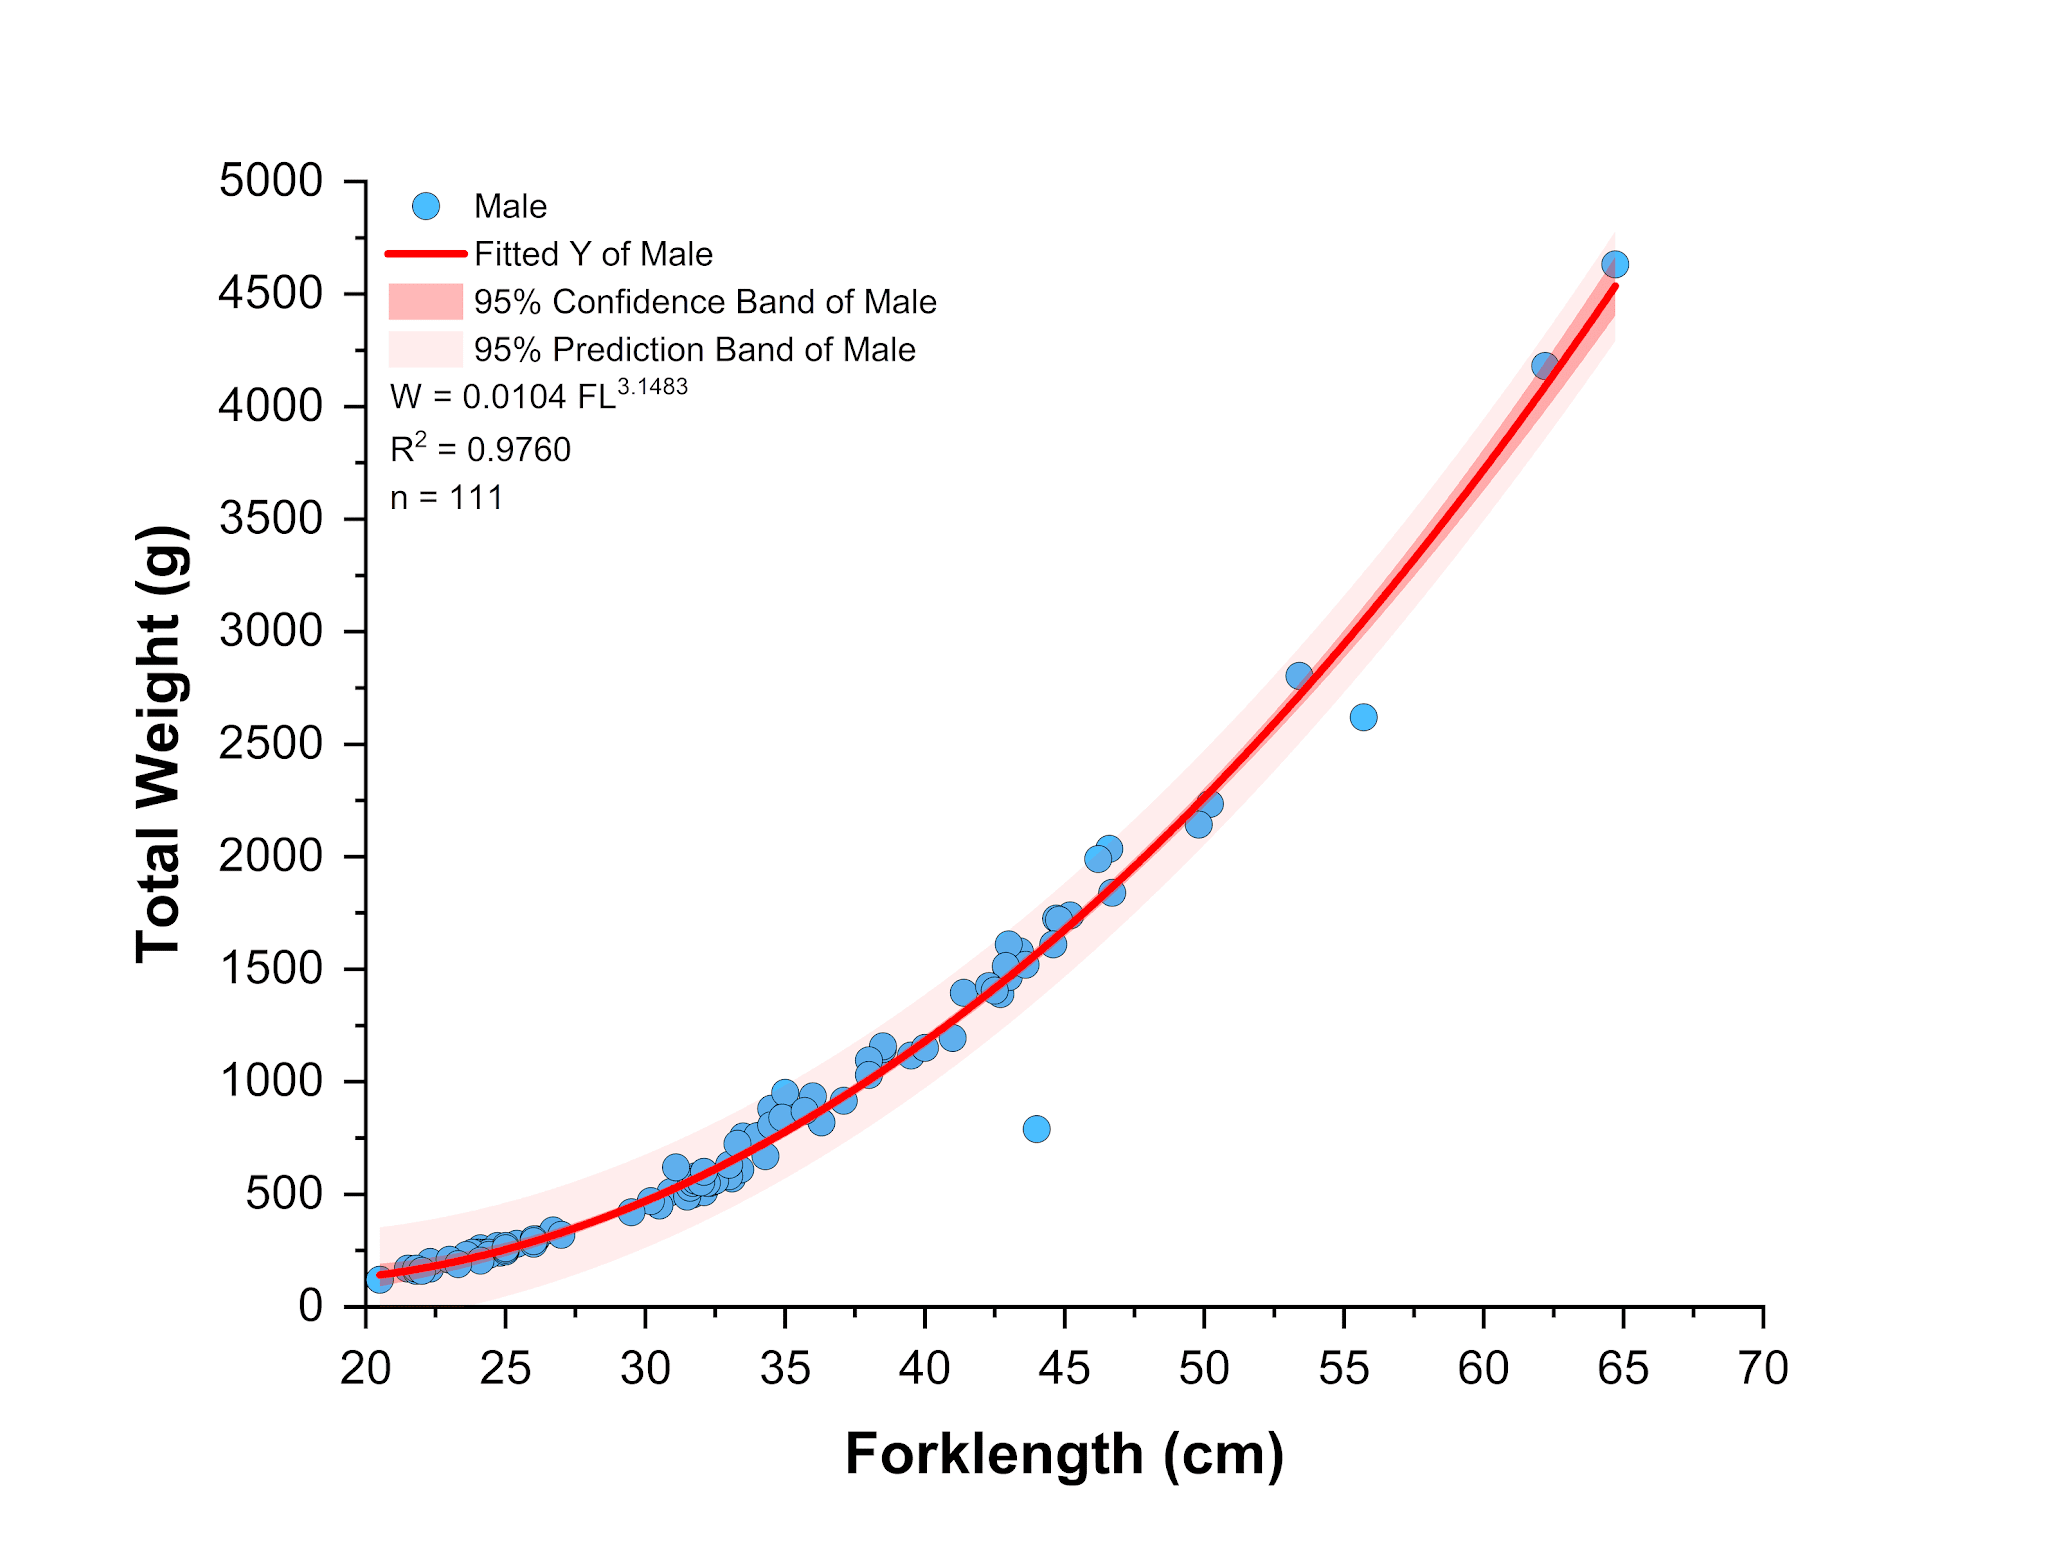 5000
4500
4000
3500
3000
2500
2000
1500
1000
500
0
Total Weight (g)
Male
Fitted Y of Male
95% Confidence Band of Male
95% Prediction Band of Male
W = 0.0104 FL^3.1483
R² = 0.9760
n = 111
20 25 30 35 40 45 50 55 60 65 70
Forklength (cm)